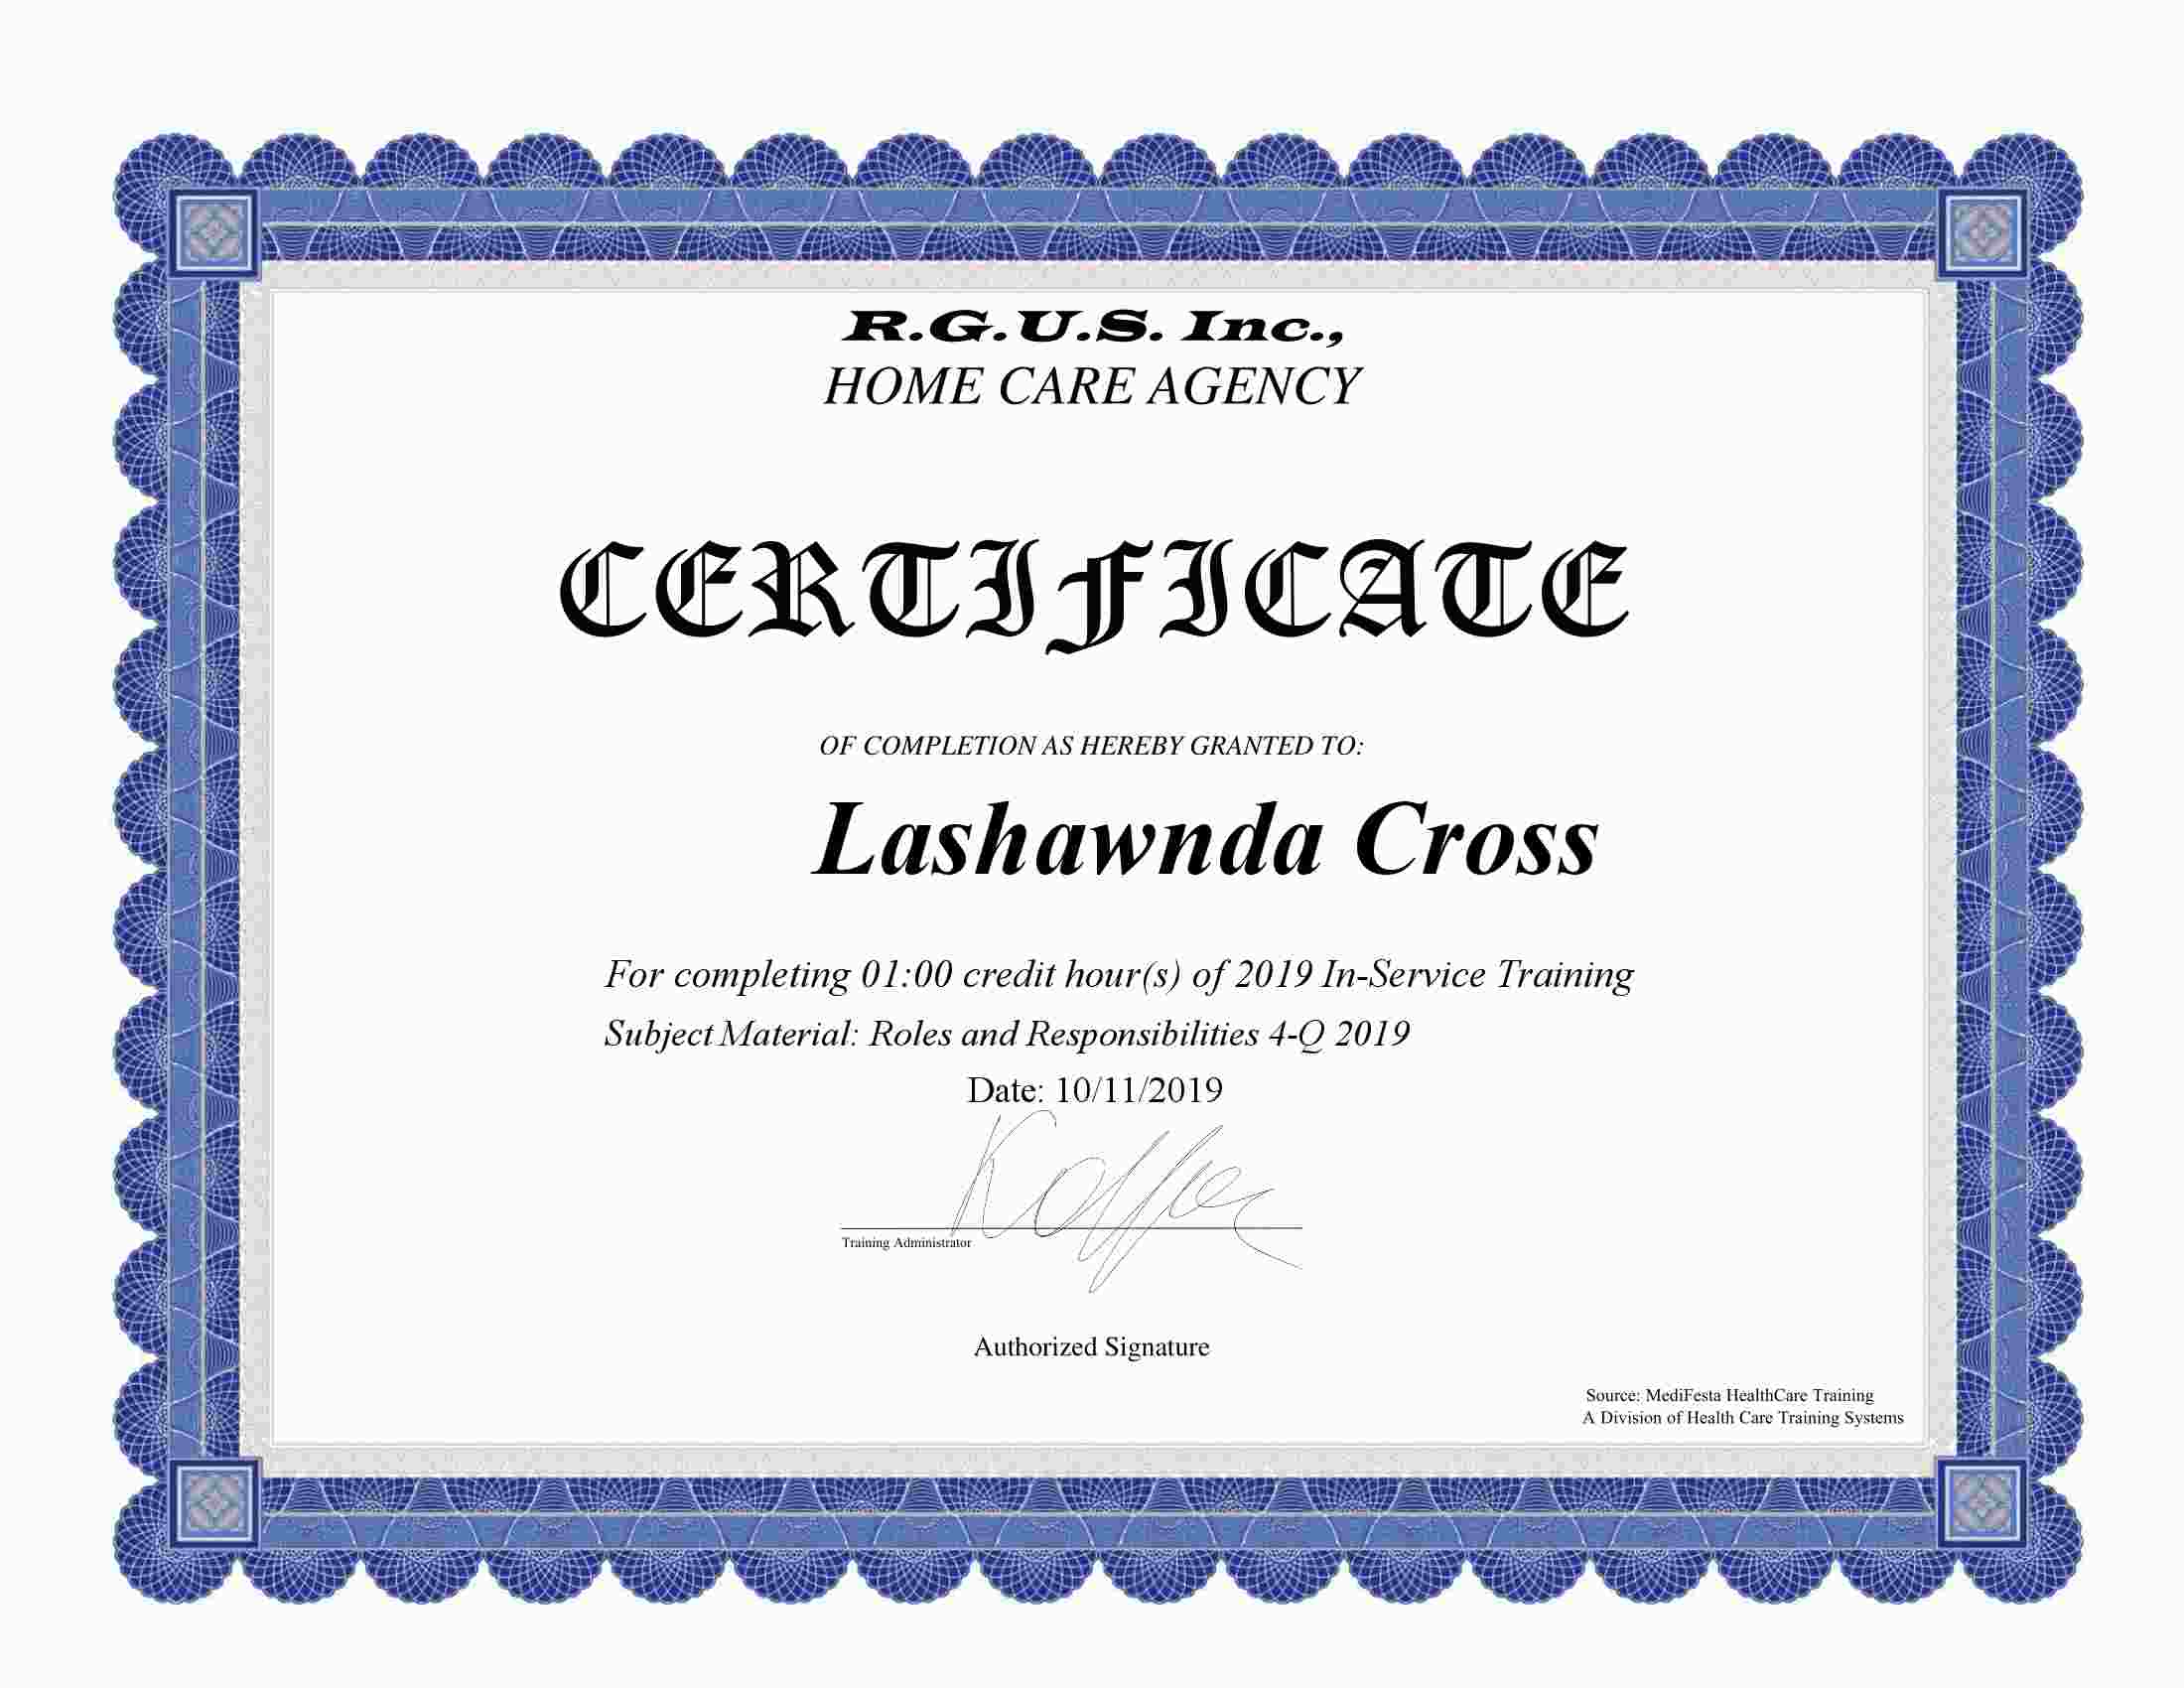 R.G.U.S. Inc.,
HOME CARE AGENCY
CERTIFICATE
OF COMPLETION AS HEREBY GRANTED TO:
Lashawnda Cross
For completing 01:00 credit hour(s) of 2019 In-Service Training
Subject Material: Roles and Responsibilities 4-Q 2019
Date: 10/11/2019
Training Administrator
Authorized Signature
Source: MediFesta HealthCare Training
A Division of Health Care Training Systems